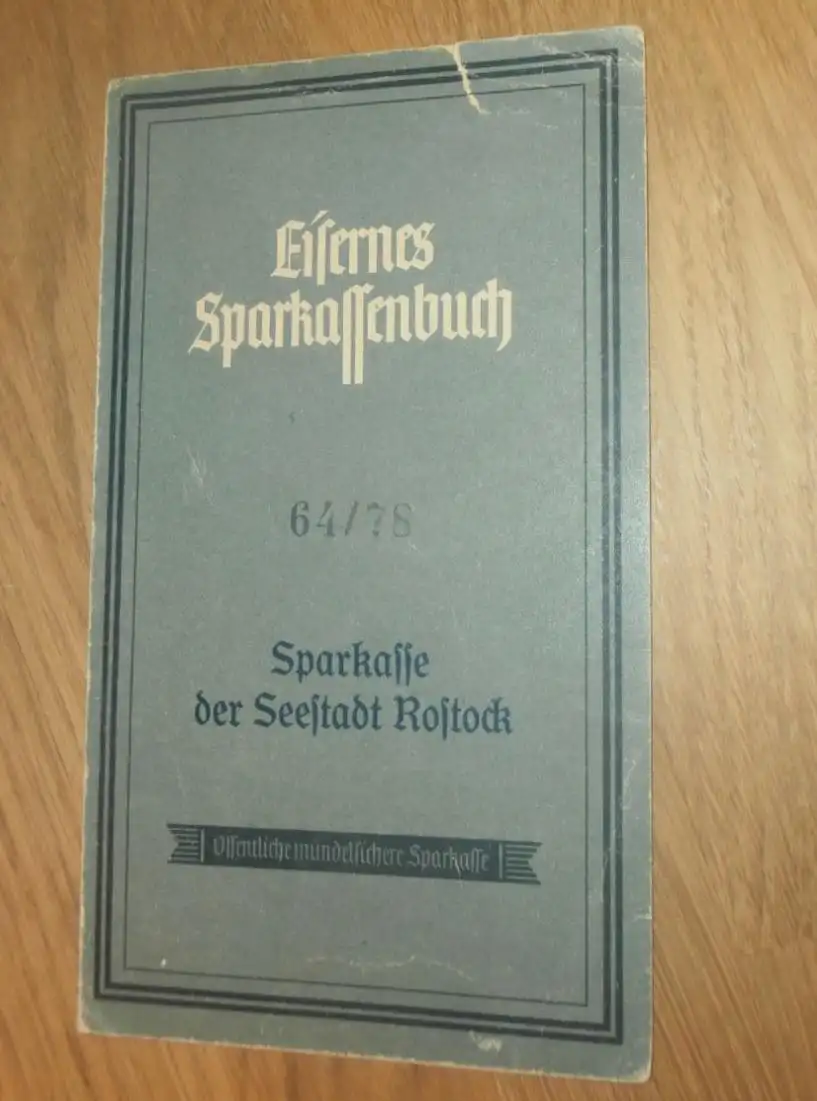 Eiſernes
Sparkaſſenbuch
64/78
Sparkaſſe
der Seeſtadt Roſtock
Öffentliche mündelſichere Sparkaſſe